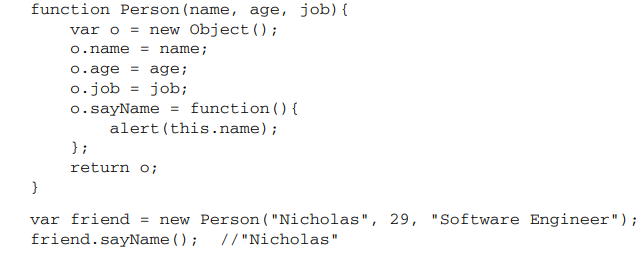 function Person(name, age, job){
    var o = new Object();
    o.name = name;
    o.age = age;
    o.job = job;
    o.sayName = function(){
        alert(this.name);
    };
    return o;
}
var friend = new Person("Nicholas", 29, "Software Engineer");
friend.sayName();  //"Nicholas"